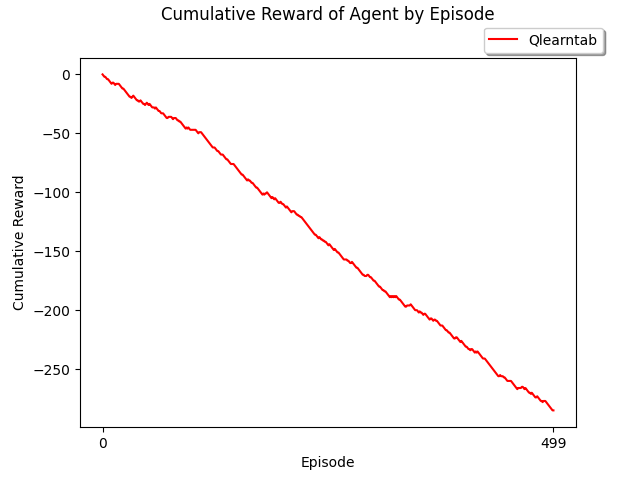 Cumulative Reward of Agent by Episode
Qlearntab
0
−50
−100
−150
−200
−250
Cumulative Reward
0
499
Episode